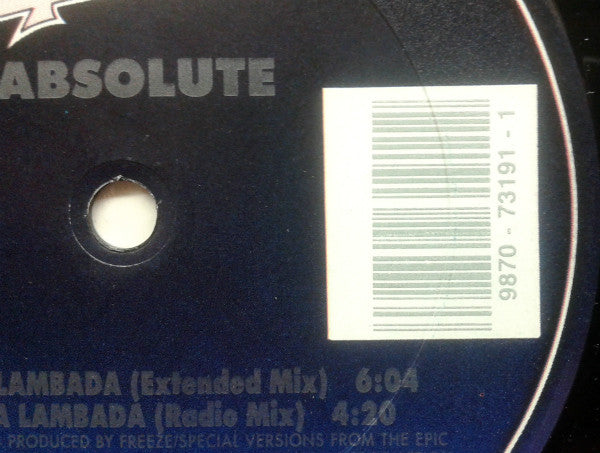 ABSOLUTE
9870 - 73191 - 1
LAMBADA (Extended Mix) 6:04
A LAMBADA (Radio Mix) 4:20
PRODUCED BY FREEZE/SPECIAL VERSIONS FROM THE EPIC